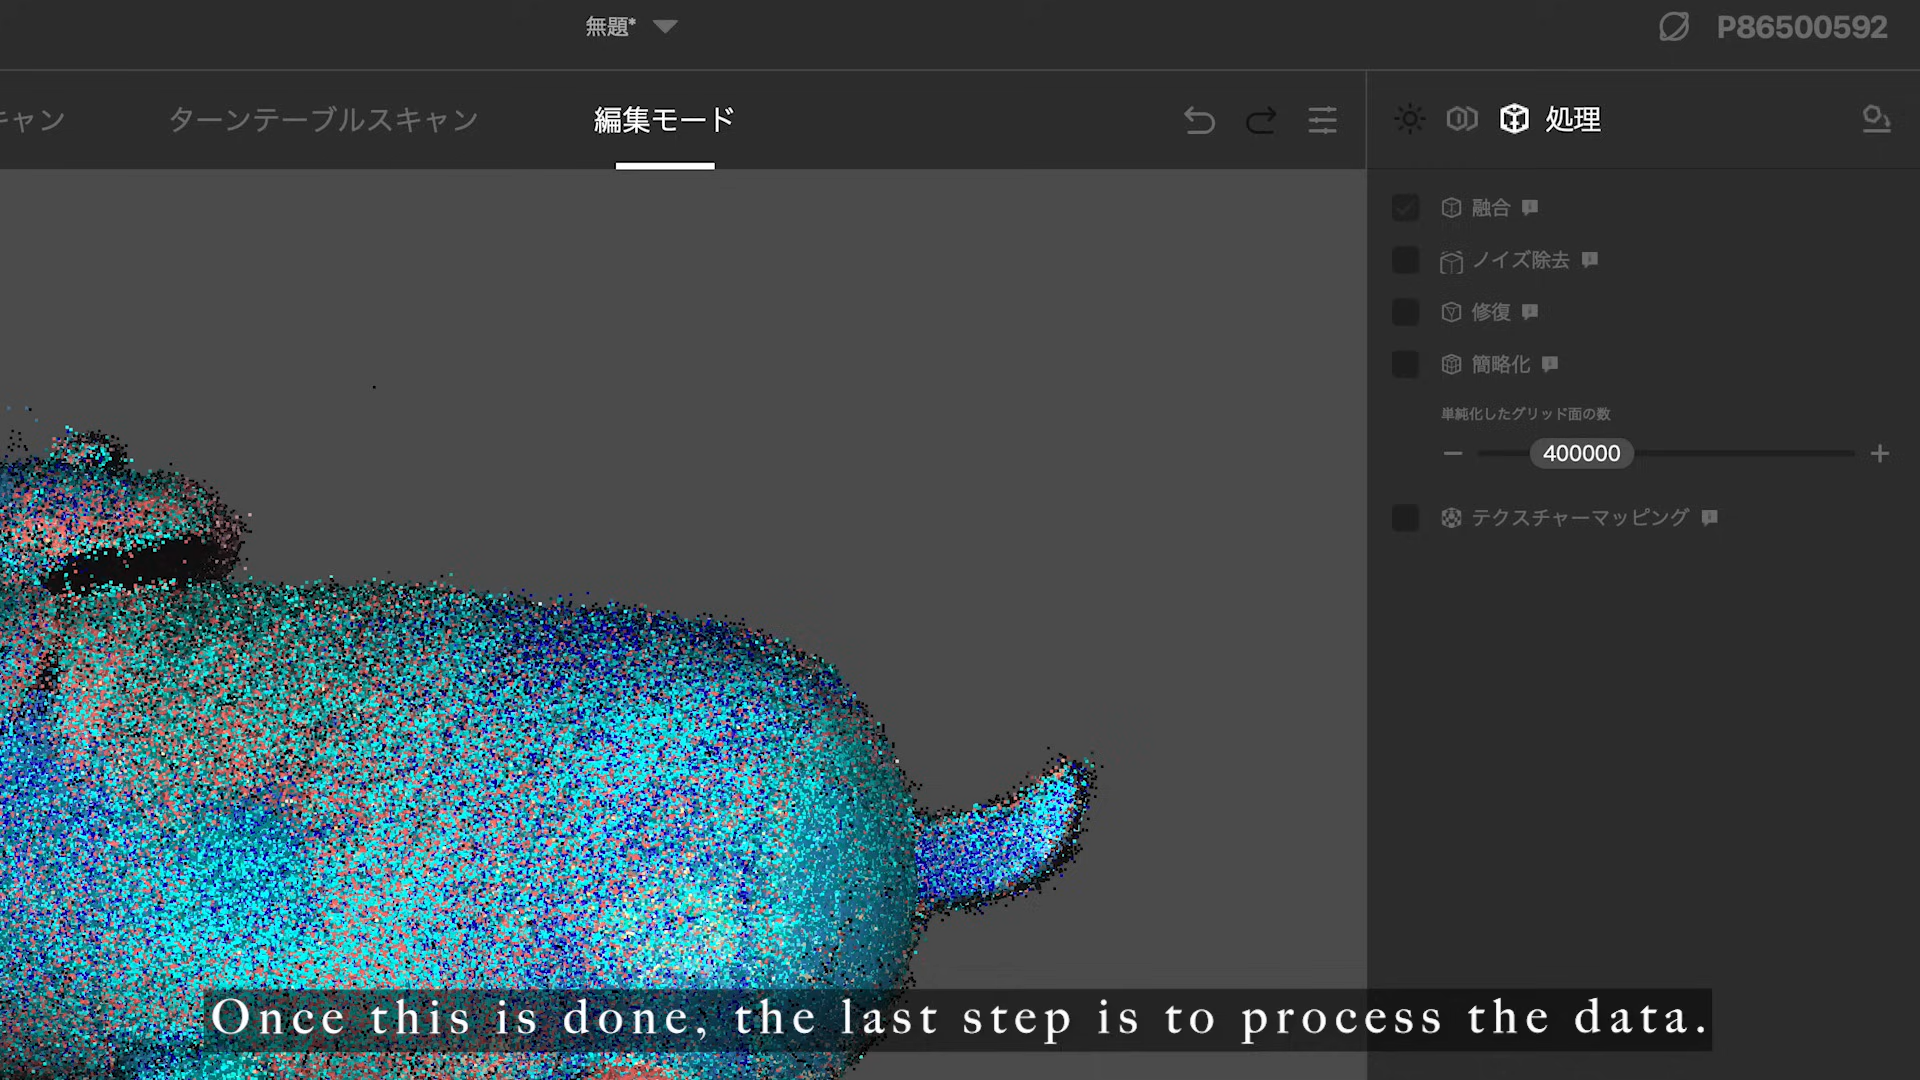 無題*
P86500592
キャン
ターンテーブルスキャン
編集モード
処理
融合
ノイズ除去
修復
簡略化
単純化したグリッド面の数
400000
テクスチャーマッピング
Once this is done, the last step is to process the data.